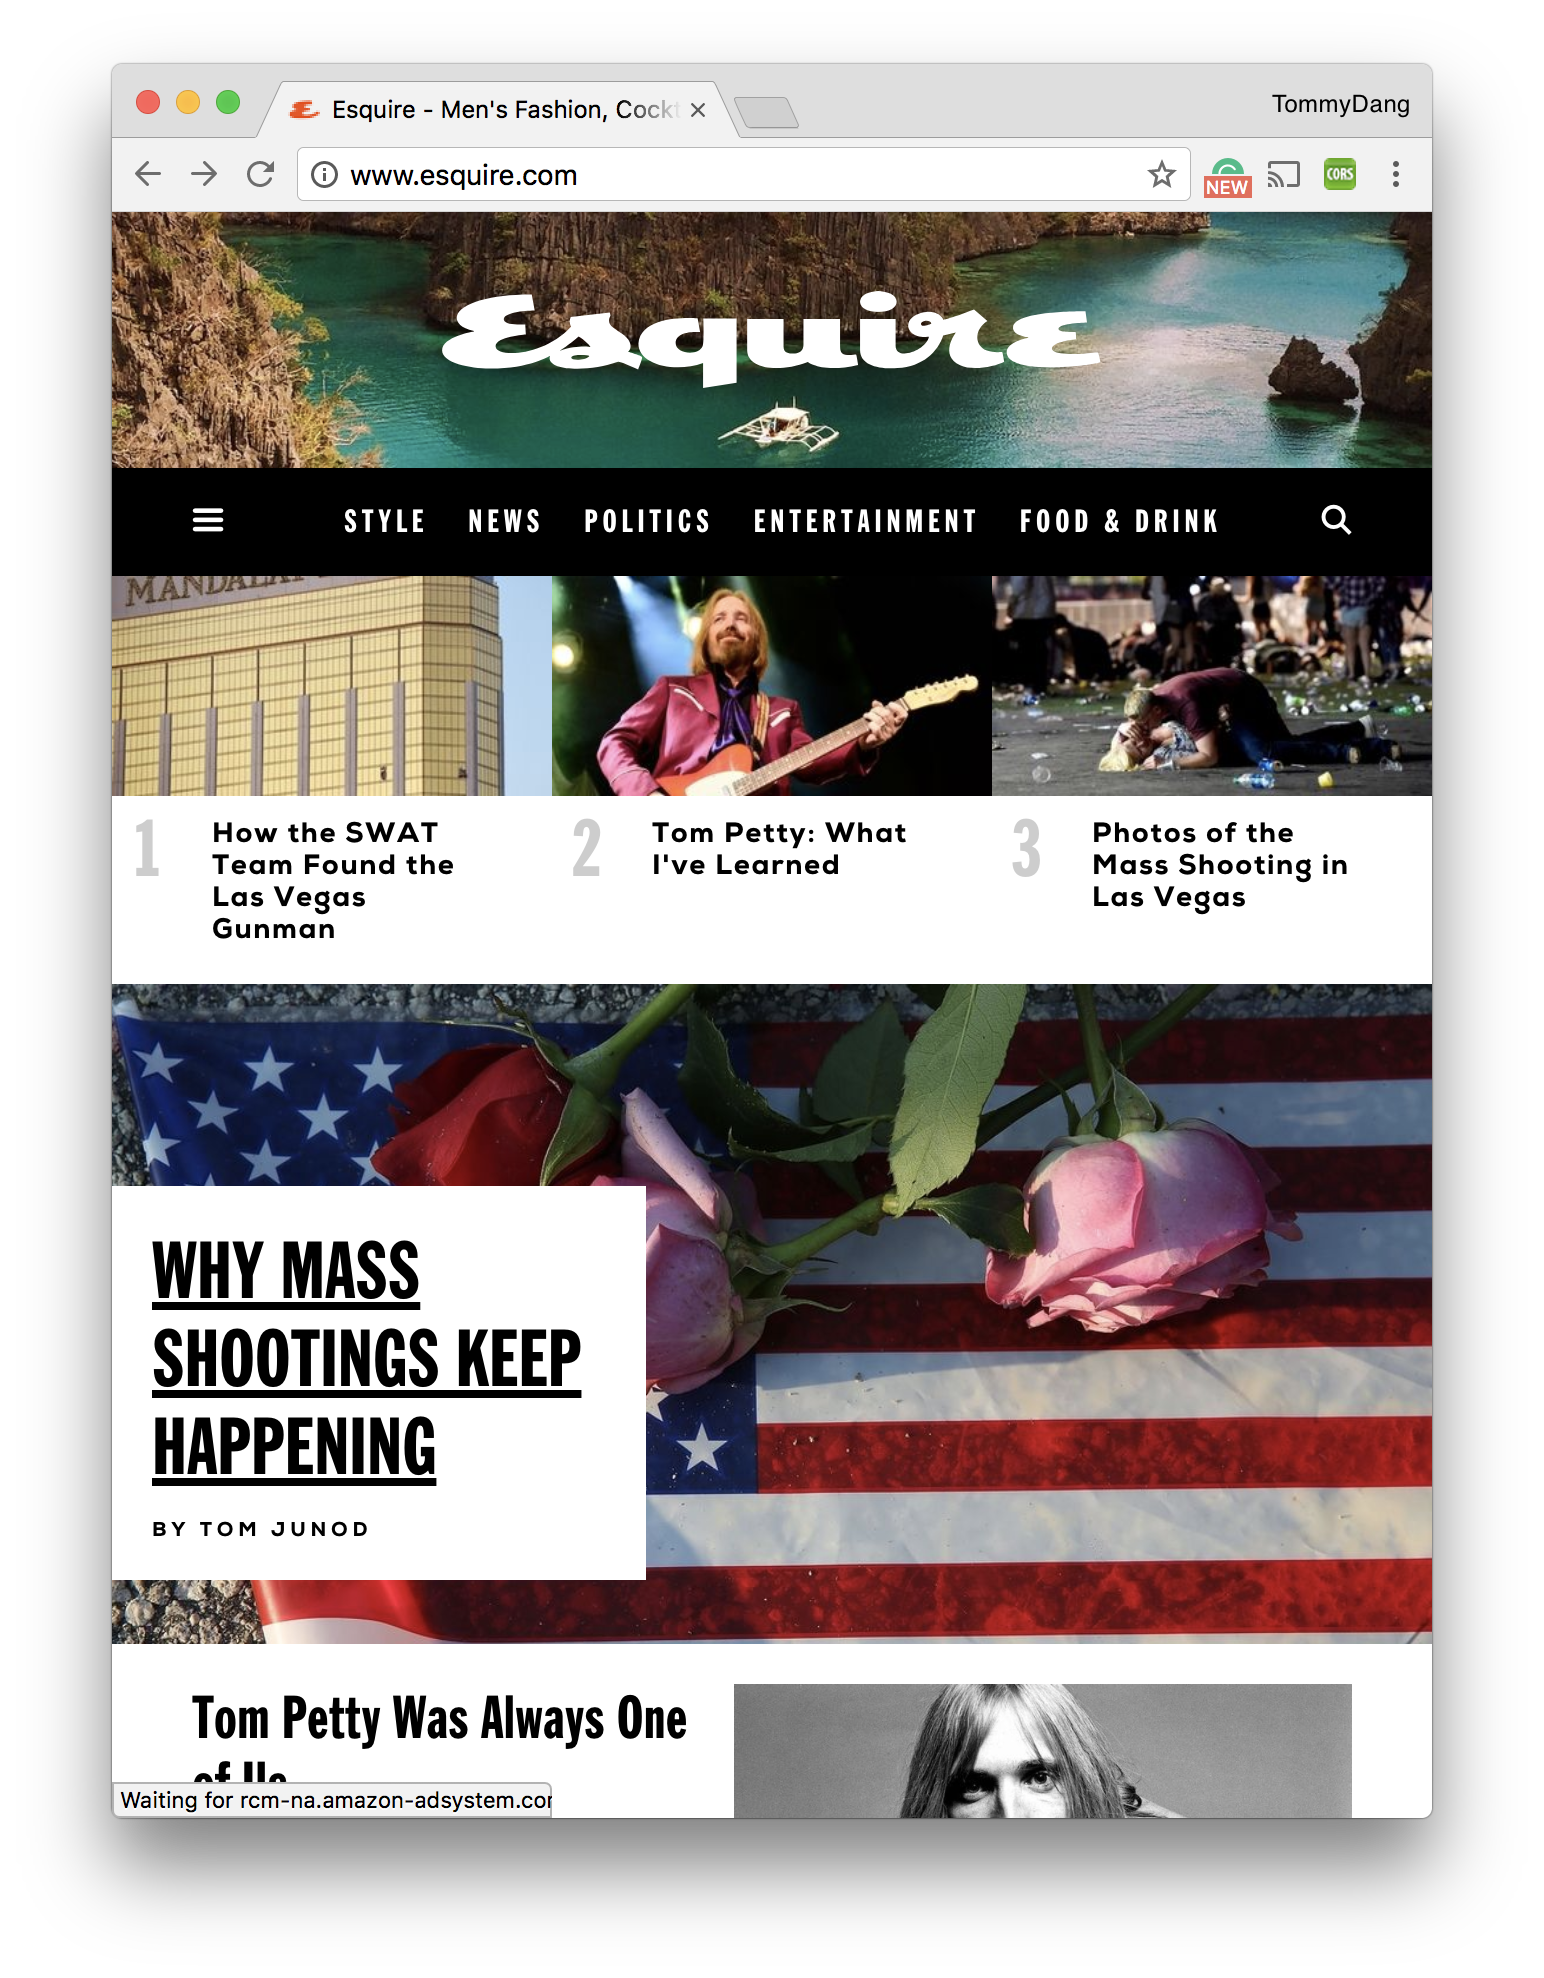 Esquire - Men's Fashion, Cockt
TommyDang
www.esquire.com
NEW
CORS
Esquire
STYLE NEWS POLITICS ENTERTAINMENT FOOD & DRINK
MANDALAY
1
How the SWAT
Team Found the
Las Vegas
Gunman
2
Tom Petty: What
I've Learned
3
Photos of the
Mass Shooting in
Las Vegas
WHY MASS
SHOOTINGS KEEP
HAPPENING
BY TOM JUNOD
Tom Petty Was Always One
of Us
Waiting for rcm-na.amazon-adsystem.com